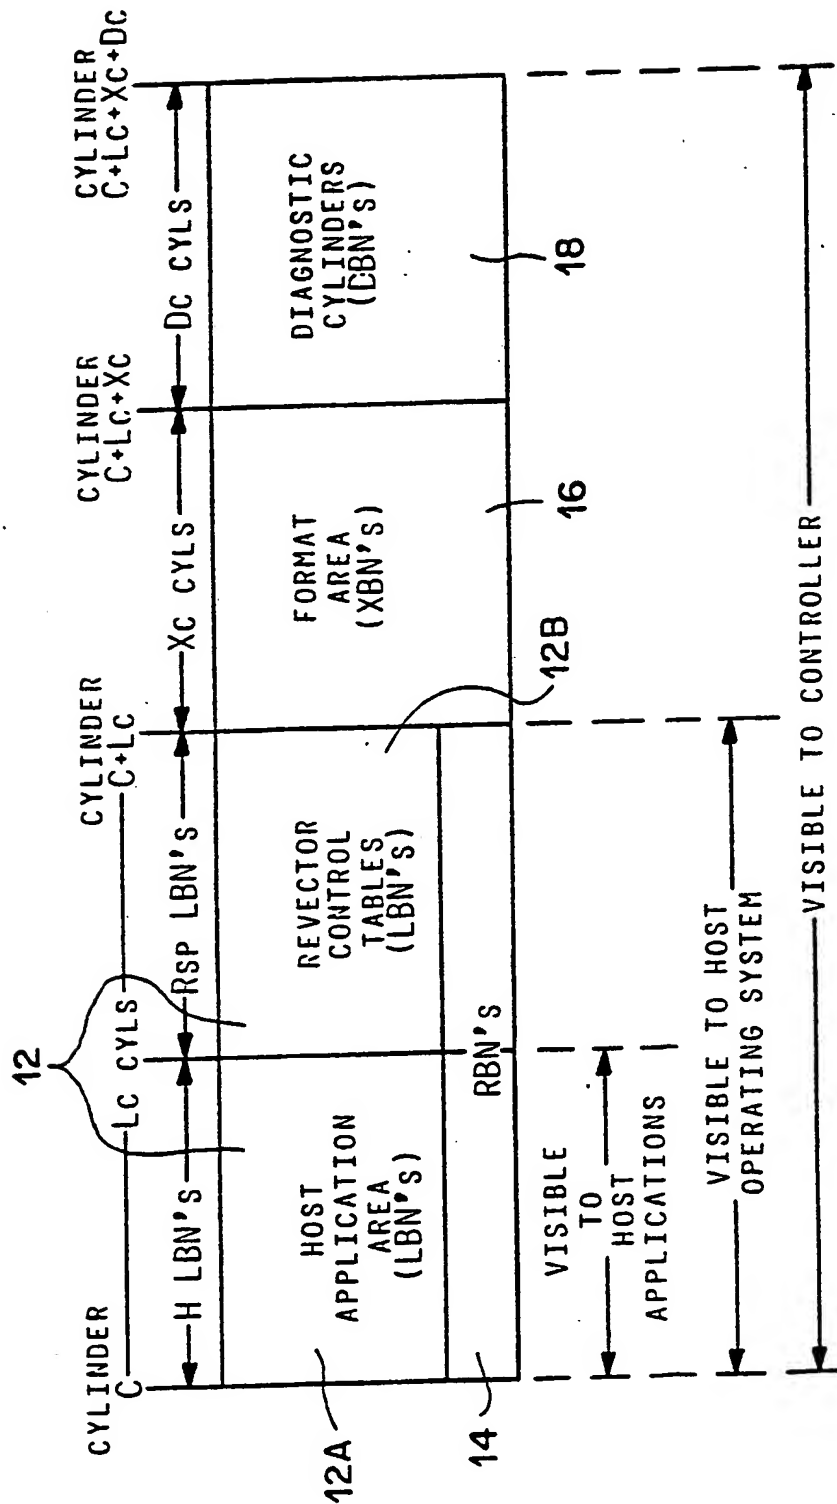 12
CYLINDER
C
LC CYLS
CYLINDER
C+LC
CYLINDER
C+LC+XC
CYLINDER
C+LC+XC+DC
H LBN'S
RSP LBN'S
XC CYLS
DC CYLS
HOST
APPLICATION
AREA
(LBN'S)
REVECTOR
CONTROL
TABLES
(LBN'S)
FORMAT
AREA
(XBN'S)
DIAGNOSTIC
CYLINDERS
(DBN'S)
12A
RBN'S
14
12B
16
18
VISIBLE
TO
HOST
APPLICATIONS
VISIBLE TO HOST
OPERATING SYSTEM
VISIBLE TO CONTROLLER